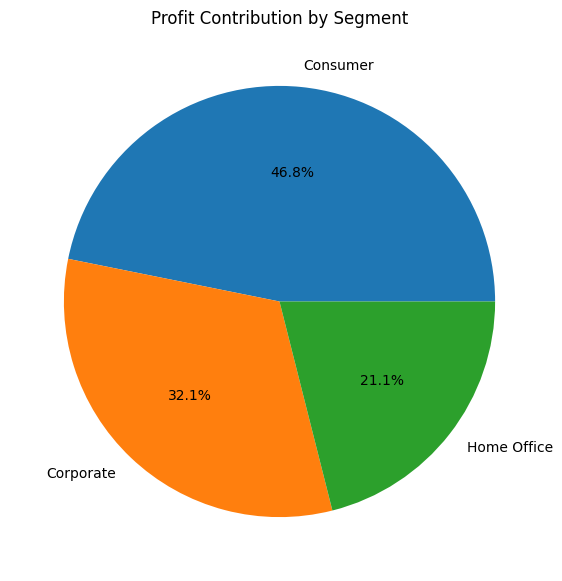 Profit Contribution by Segment
Consumer
46.8%
32.1%
21.1%
Corporate
Home Office